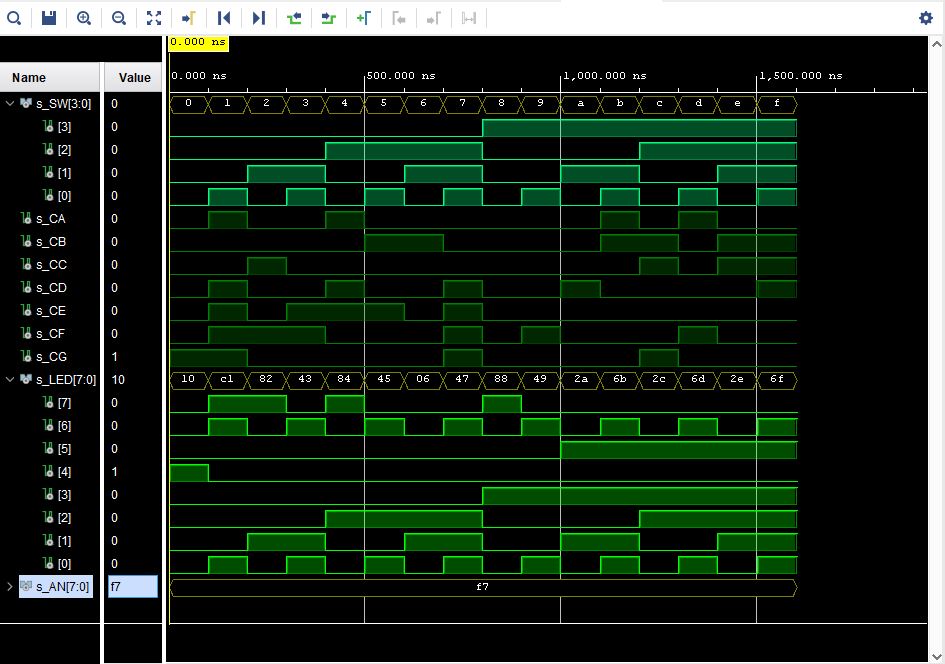 0.000 ns
Name Value 0.000 ns 500.000 ns 1,000.000 ns 1,500.000 ns
s_SW[3:0] 0 0 1 2 3 4 5 6 7 8 9 a b c d e f
[3] 0
[2] 0
[1] 0
[0] 0
s_CA 0
s_CB 0
s_CC 0
s_CD 0
s_CE 0
s_CF 0
s_CG 1
s_LED[7:0] 10 10 c1 82 43 84 45 06 47 88 49 2a 6b 2c 6d 2e 6f
[7] 0
[6] 0
[5] 0
[4] 1
[3] 0
[2] 0
[1] 0
[0] 0
s_AN[7:0] f7 f7